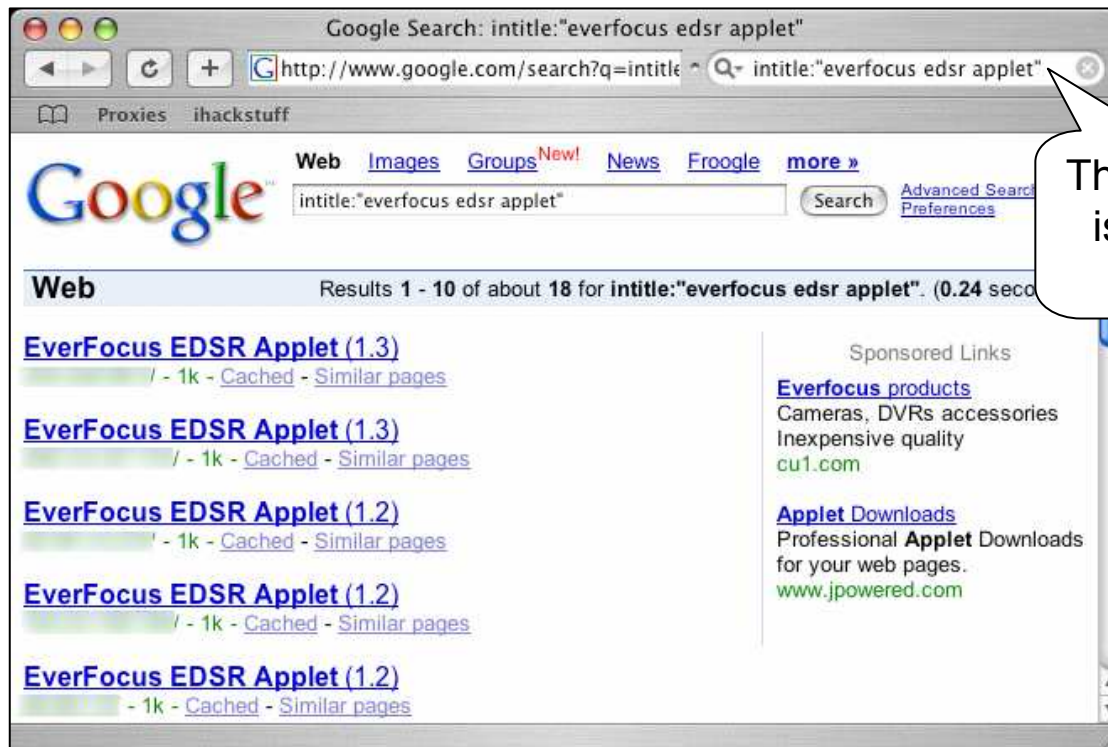 Google Search: intitle:"everfocus edsr applet"
http://www.google.com/search?q=intitle
intitle:"everfocus edsr applet"
Proxies ihackstuff
Google
Web Images Groups New! News Froogle more »
intitle:"everfocus edsr applet" Search
Advanced Search
Preferences
Web Results 1 - 10 of about 18 for intitle:"everfocus edsr applet". (0.24 seco
EverFocus EDSR Applet (1.3)
/ - 1k - Cached - Similar pages
EverFocus EDSR Applet (1.3)
/ - 1k - Cached - Similar pages
EverFocus EDSR Applet (1.2)
/ - 1k - Cached - Similar pages
EverFocus EDSR Applet (1.2)
/ - 1k - Cached - Similar pages
EverFocus EDSR Applet (1.2)
- 1k - Cached - Similar pages
Sponsored Links
Everfocus products
Cameras, DVRs accessories
Inexpensive quality
cu1.com
Applet Downloads
Professional Applet Downloads
for your web pages.
www.jpowered.com
Th
is